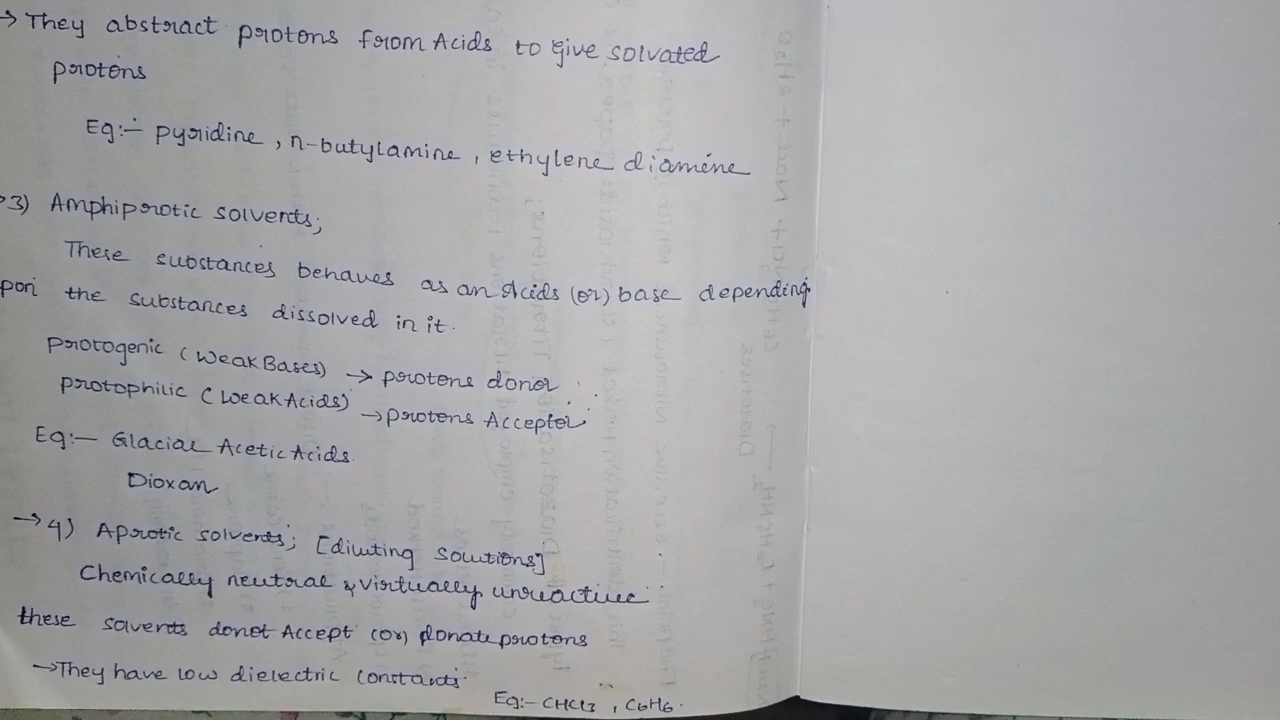 → They abstract protons from Acids to give solvated
protons
Eg:- pyridine, n-butylamine, ethylene diamine
→3) Amphiprotic solvents;
These substances behaves as an Acids (or) base depending
pon the substances dissolved in it.
protogenic (Weak Bases) → protons donor
protophilic (Weak Acids) → protons Acceptor
Eg:- Glacial Acetic Acids
Dioxan
→4) Aprotic solvents; [diluting solutions]
Chemically neutral & virtually unreactive
these solvents donot Accept (or) donate protons
→They have low dielectric constants.
Eg:- CHCl3, C6H6.